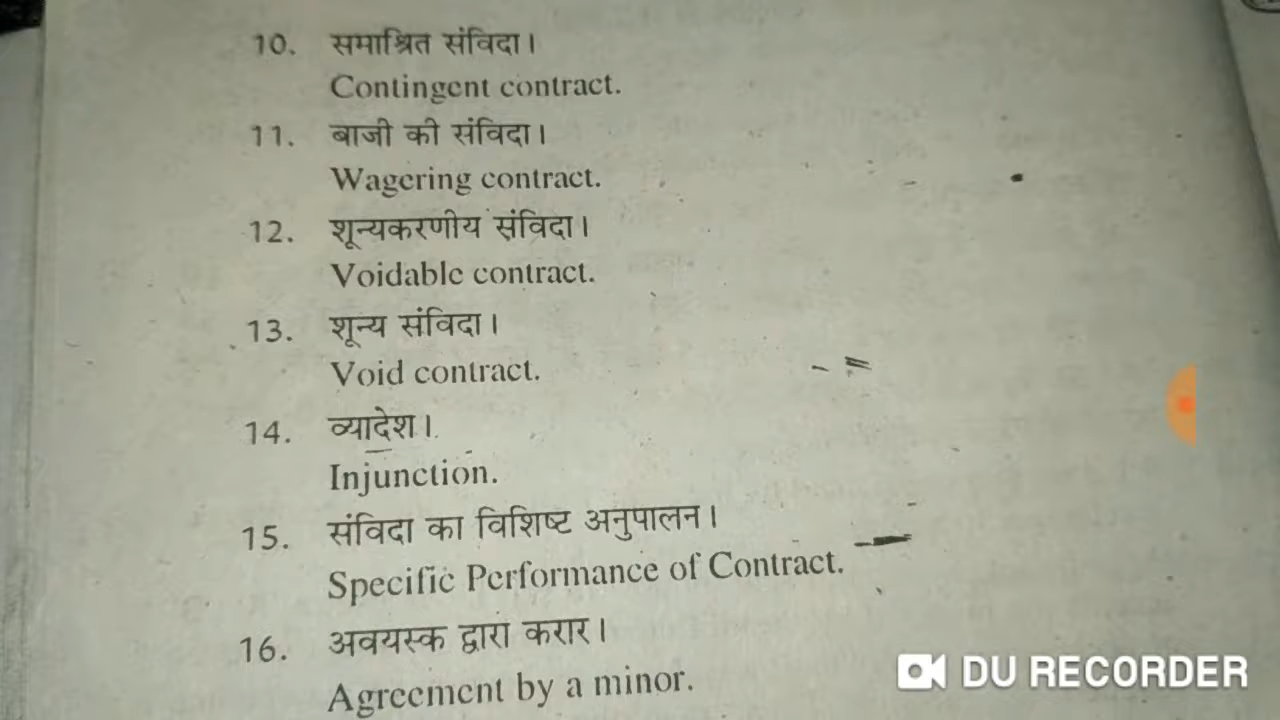 10. समाश्रित संविदा।
Contingent contract.
11. बाजी की संविदा।
Wagering contract.
12. शून्यकरणीय संविदा।
Voidable contract.
13. शून्य संविदा।
Void contract.
14. व्यादेश।
Injunction.
15. संविदा का विशिष्ट अनुपालन।
Specific Performance of Contract.
16. अवयस्क द्वारा करार।
Agreement by a minor.
DU RECORDER